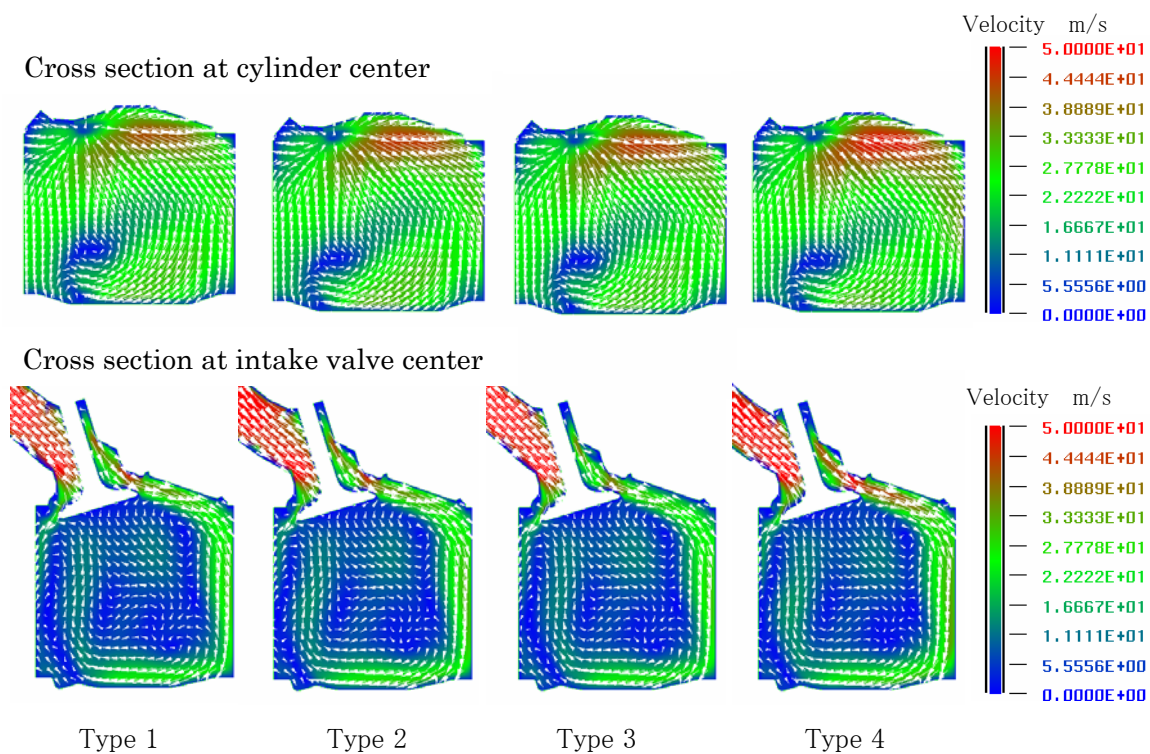 Velocity m/s
Cross section at cylinder center
5.0000E+01
4.4444E+01
3.8889E+01
3.3333E+01
2.7778E+01
2.2222E+01
1.6667E+01
1.1111E+01
5.5556E+00
0.0000E+00
Cross section at intake valve center
Velocity m/s
5.0000E+01
4.4444E+01
3.8889E+01
3.3333E+01
2.7778E+01
2.2222E+01
1.6667E+01
1.1111E+01
5.5556E+00
0.0000E+00
Type 1 Type 2 Type 3 Type 4